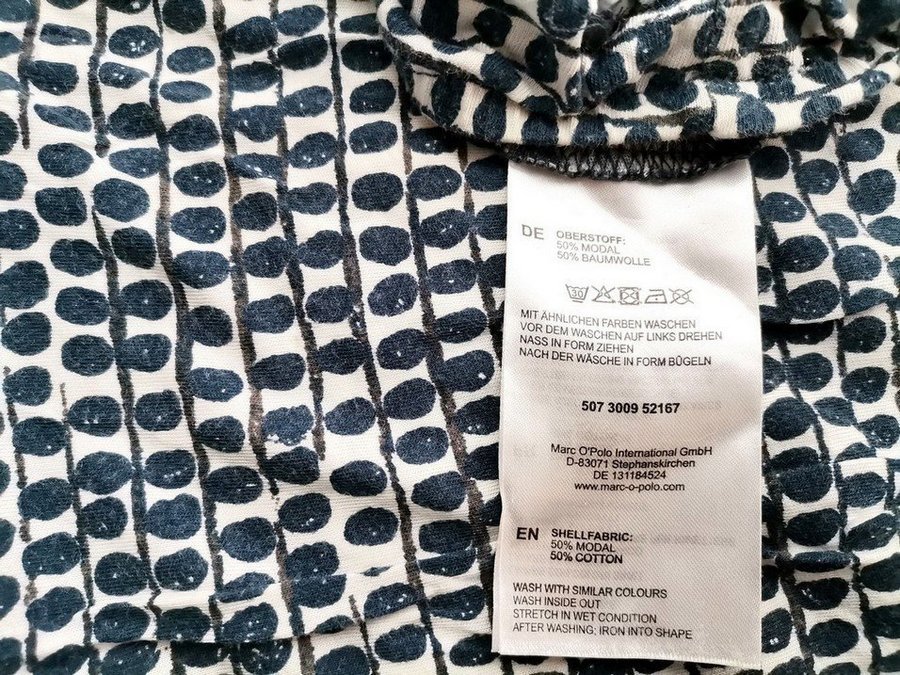 DE OBERSTOFF:
50% MODAL
50% BAUMWOLLE
30
MIT ÄHNLICHEN FARBEN WASCHEN
VOR DEM WASCHEN AUF LINKS DREHEN
NASS IN FORM ZIEHEN
NACH DER WÄSCHE IN FORM BÜGELN
507 3009 52167
Marc O'Polo International GmbH
D-83071 Stephanskirchen
DE 131184524
www.marc-o-polo.com
EN SHELLFABRIC:
50% MODAL
50% COTTON
WASH WITH SIMILAR COLOURS
WASH INSIDE OUT
STRETCH IN WET CONDITION
AFTER WASHING: IRON INTO SHAPE